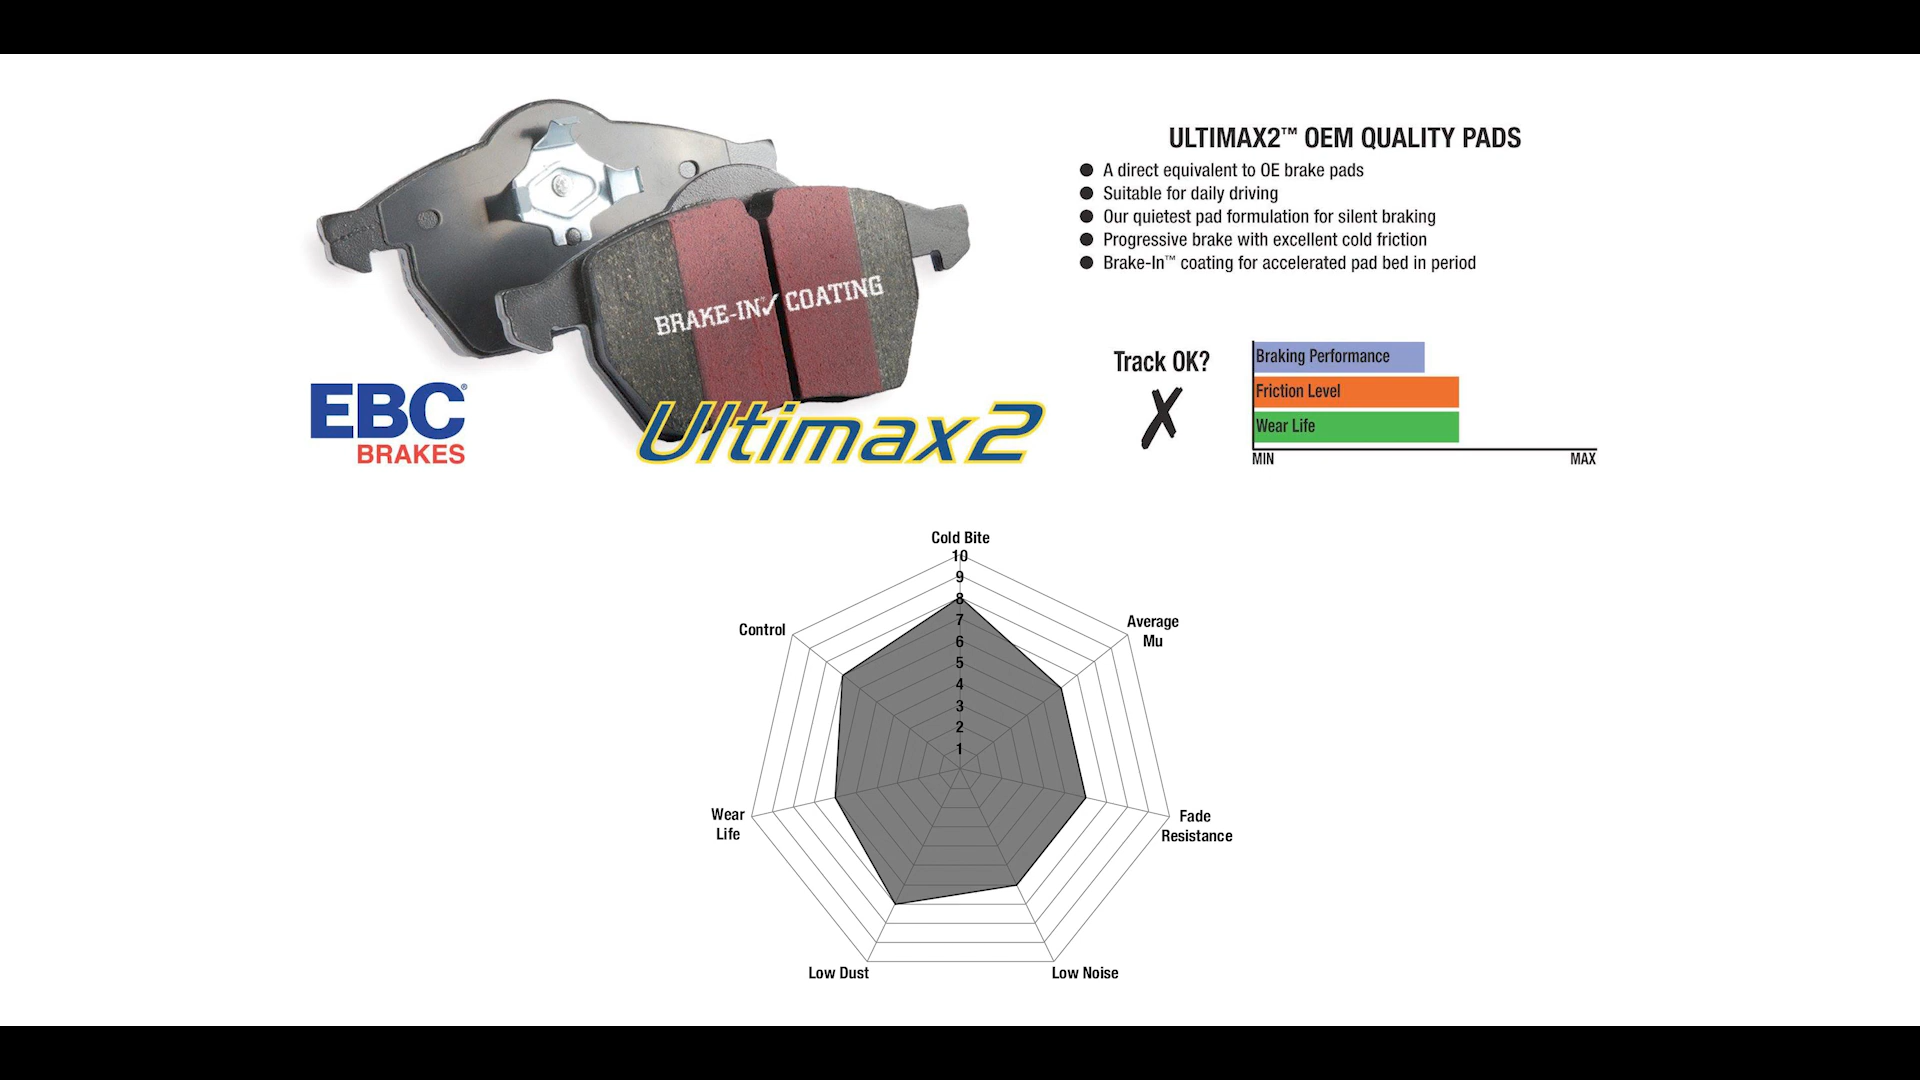 BRAKE-IN✓ COATING
EBC®
BRAKES
Ultimax2
ULTIMAX2™ OEM QUALITY PADS
● A direct equivalent to OE brake pads
● Suitable for daily driving
● Our quietest pad formulation for silent braking
● Progressive brake with excellent cold friction
● Brake-In™ coating for accelerated pad bed in period
Track OK?
✗
Braking Performance
Friction Level
Wear Life
MIN MAX
Cold Bite
10
9
8
7
6
5
4
3
2
1
Average
Mu
Fade
Resistance
Low Noise
Low Dust
Wear
Life
Control